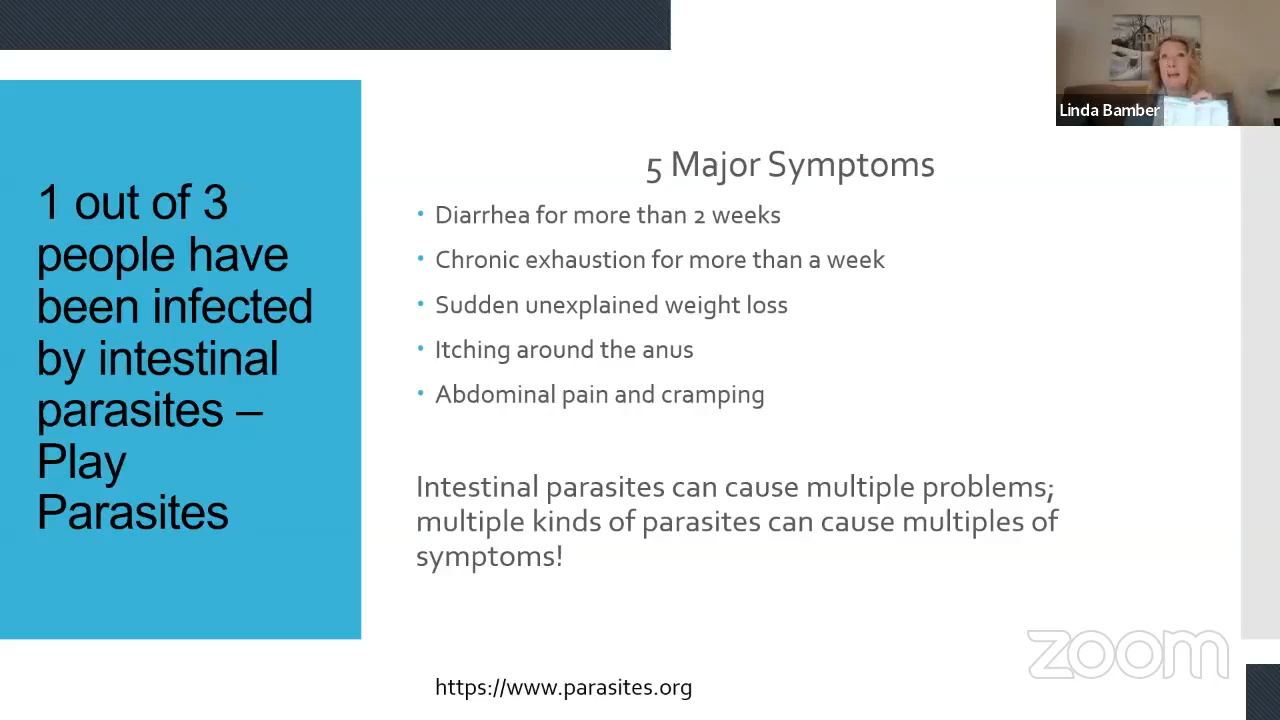 Linda Bamber
1 out of 3
people have
been infected
by intestinal
parasites –
Play
Parasites
5 Major Symptoms
• Diarrhea for more than 2 weeks
• Chronic exhaustion for more than a week
• Sudden unexplained weight loss
• Itching around the anus
• Abdominal pain and cramping
Intestinal parasites can cause multiple problems;
multiple kinds of parasites can cause multiples of
symptoms!
zoom
https://www.parasites.org